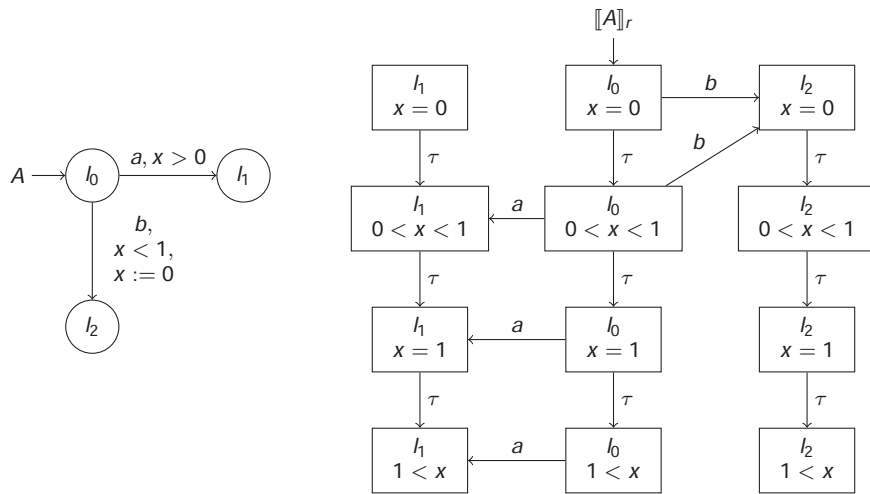 A
l₀
a, x > 0
l₁
b,
x < 1,
x := 0
l₂
⟦A⟧ᵣ
l₁
x = 0
l₀
x = 0
b
l₂
x = 0
τ
τ
b
τ
l₁
0 < x < 1
a
l₀
0 < x < 1
l₂
0 < x < 1
τ
τ
τ
l₁
x = 1
a
l₀
x = 1
l₂
x = 1
τ
τ
τ
l₁
1 < x
a
l₀
1 < x
l₂
1 < x